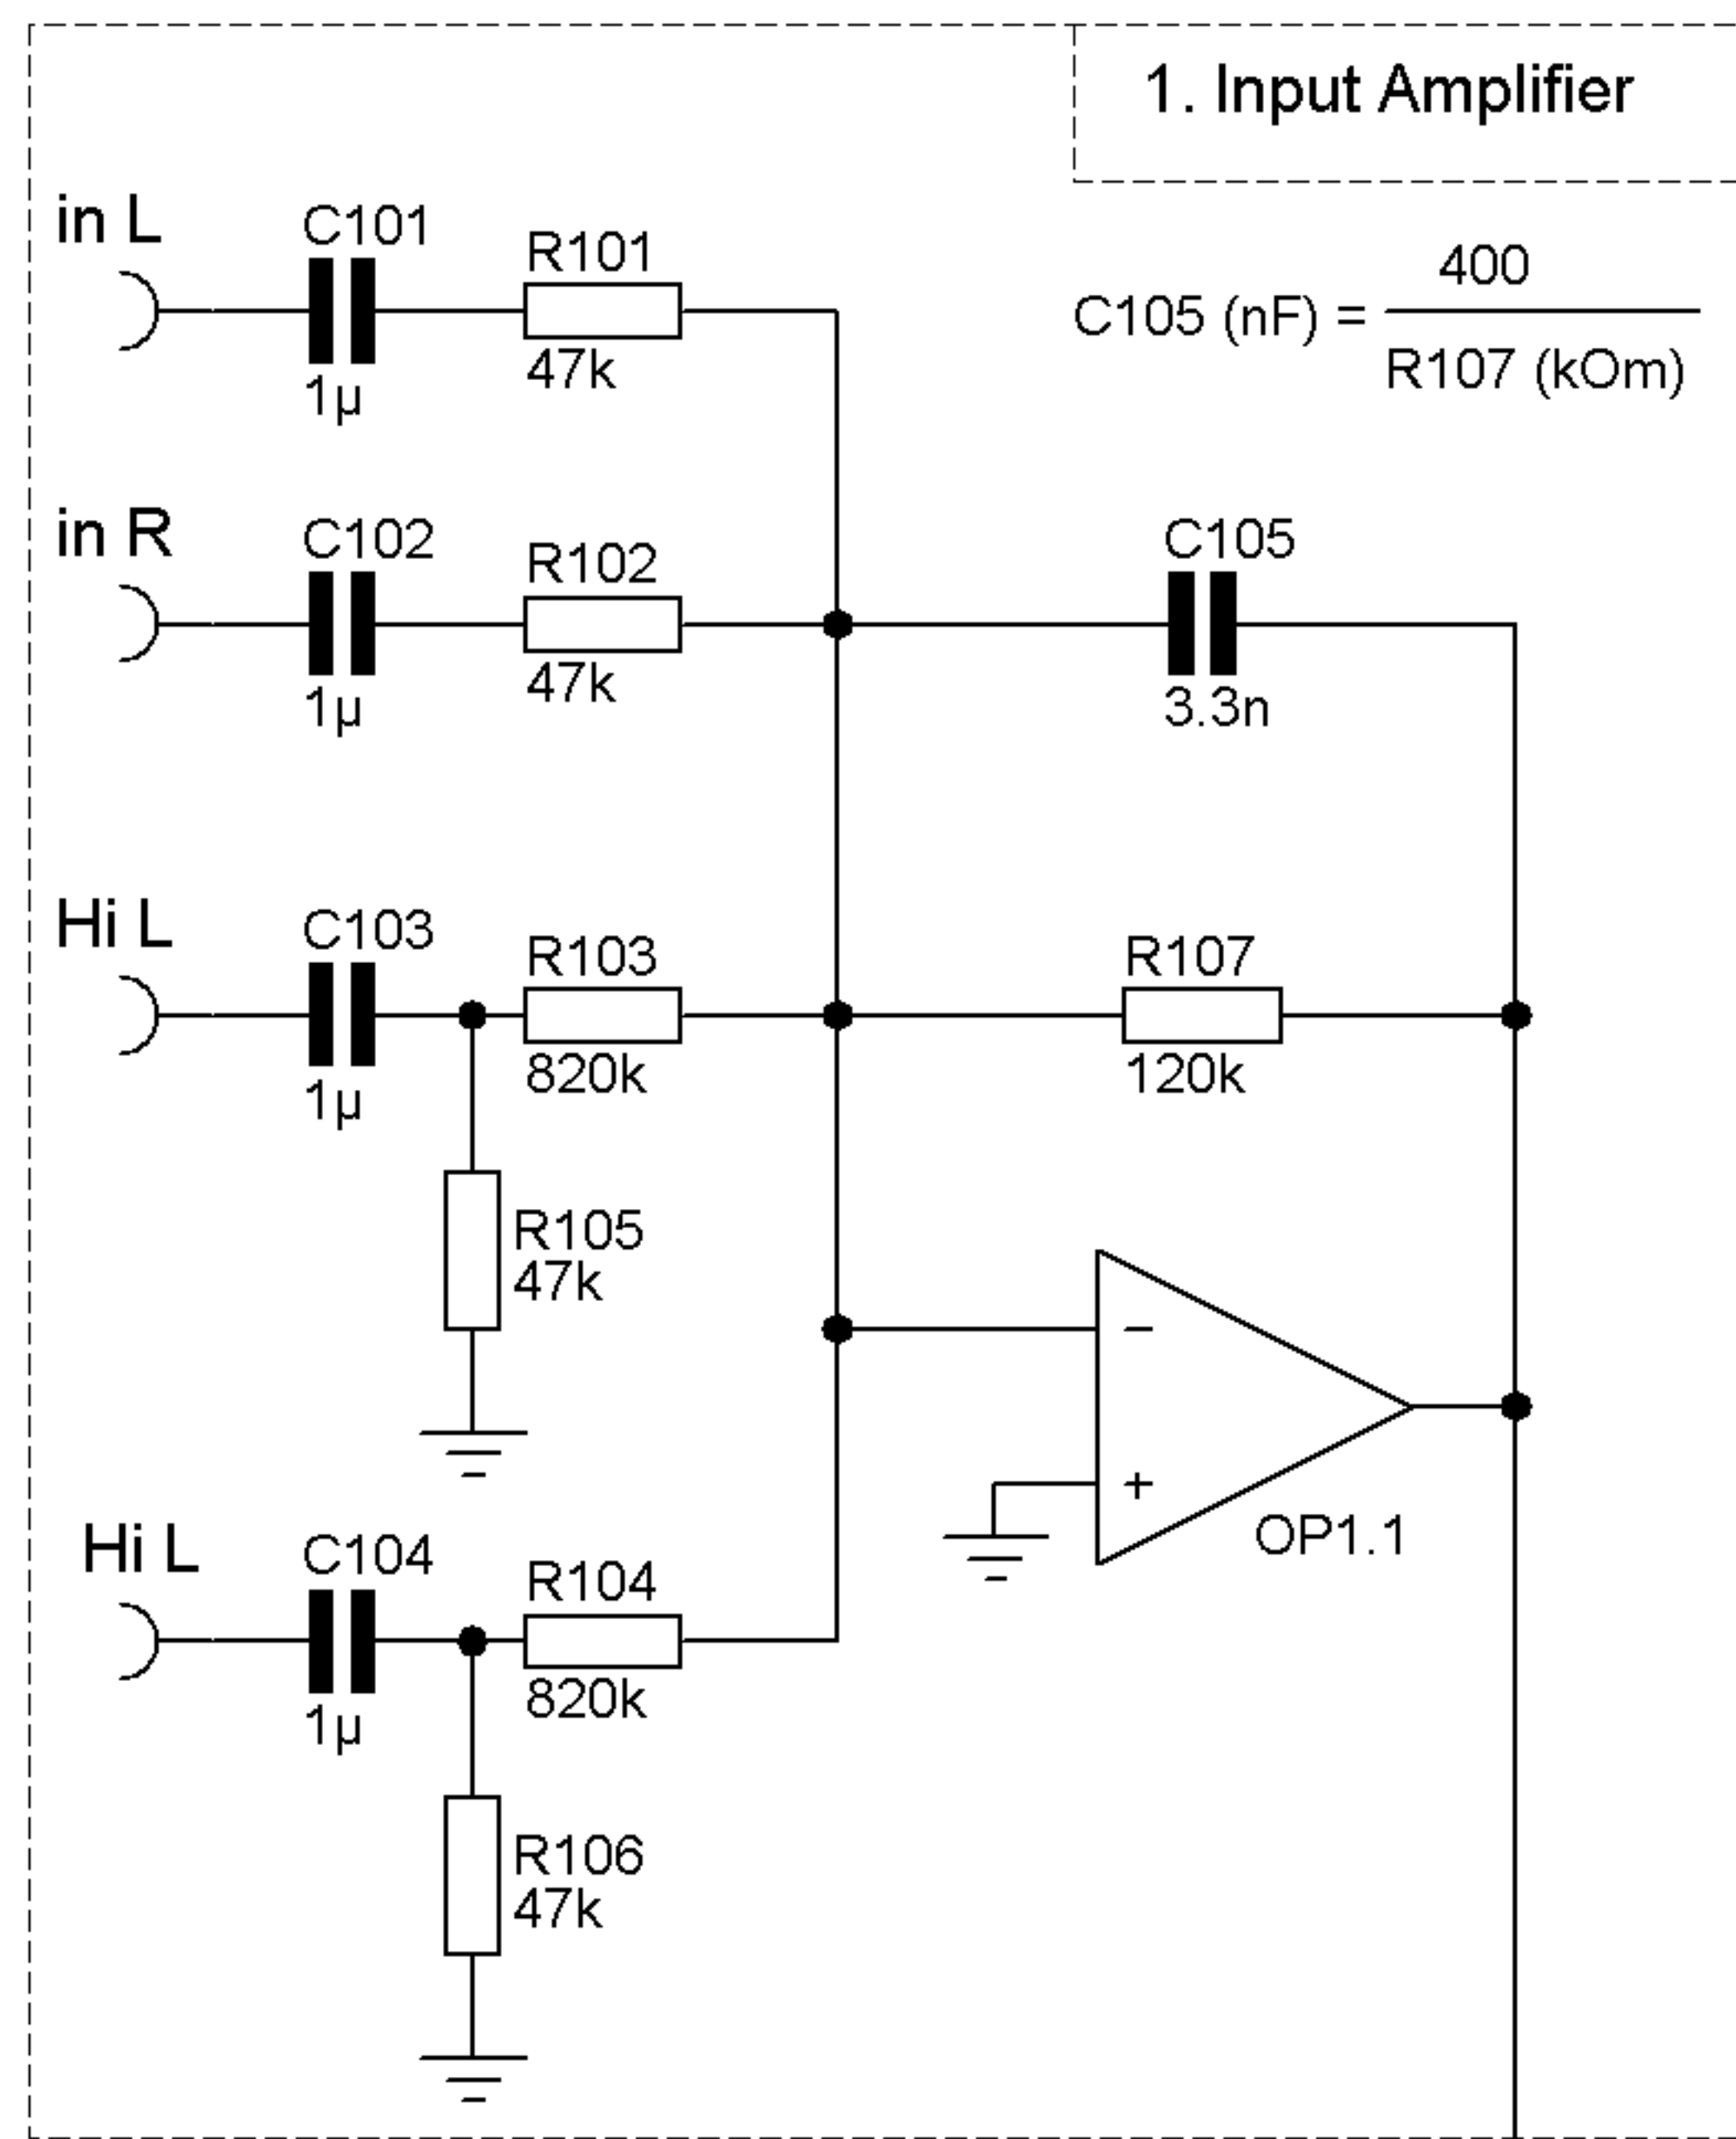 1. Input Amplifier
in L
C101
R101
47k
1µ
400
C105 (nF) =
R107 (kOm)
in R
C102
R102
47k
1µ
C105
3.3n
Hi L
C103
R103
820k
1µ
R107
120k
R105
47k
-
+
OP1.1
Hi L
C104
R104
820k
1µ
R106
47k